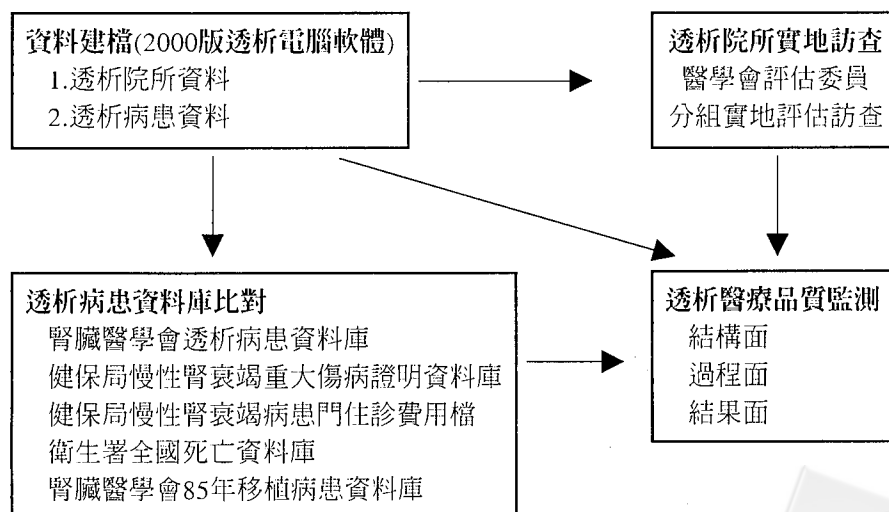 資料建檔(2000版透析電腦軟體)
1.透析院所資料
2.透析病患資料
透析院所實地訪查
醫學會評估委員
分組實地評估訪查
透析病患資料庫比對
腎臟醫學會透析病患資料庫
健保局慢性腎衰竭重大傷病證明資料庫
健保局慢性腎衰竭病患門住診費用檔
衛生署全國死亡資料庫
腎臟醫學會85年移植病患資料庫
透析醫療品質監測
結構面
過程面
結果面